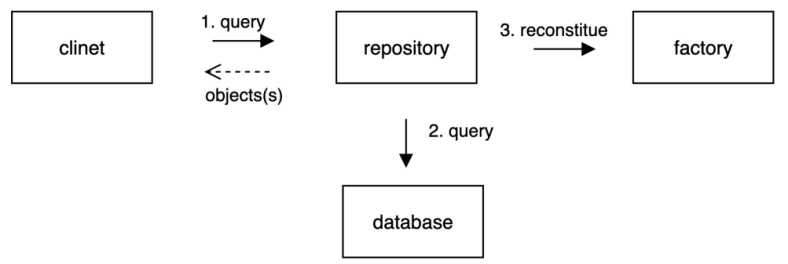 clinet
1. query
objects(s)
repository
3. reconstitue
factory
2. query
database